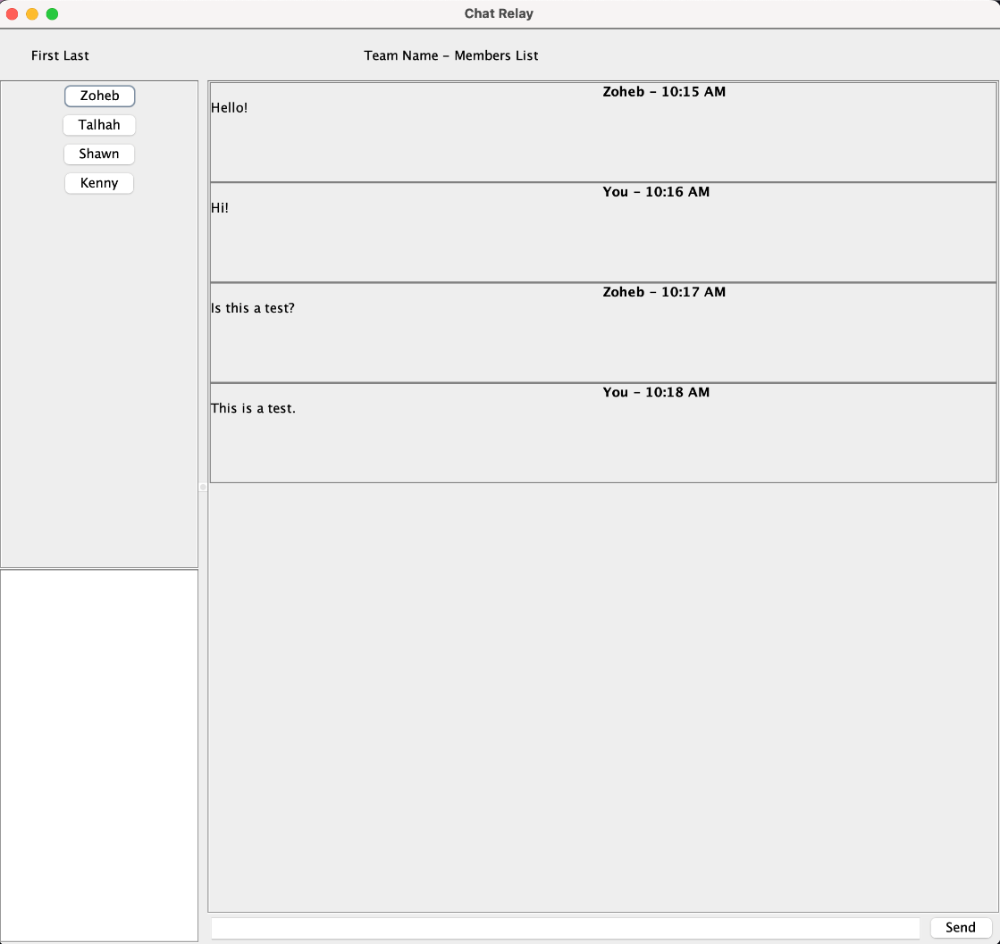 Chat Relay
First Last
Team Name - Members List
Zoheb
Talhah
Shawn
Kenny
Zoheb - 10:15 AM
Hello!
You - 10:16 AM
Hi!
Zoheb - 10:17 AM
Is this a test?
You - 10:18 AM
This is a test.
Send